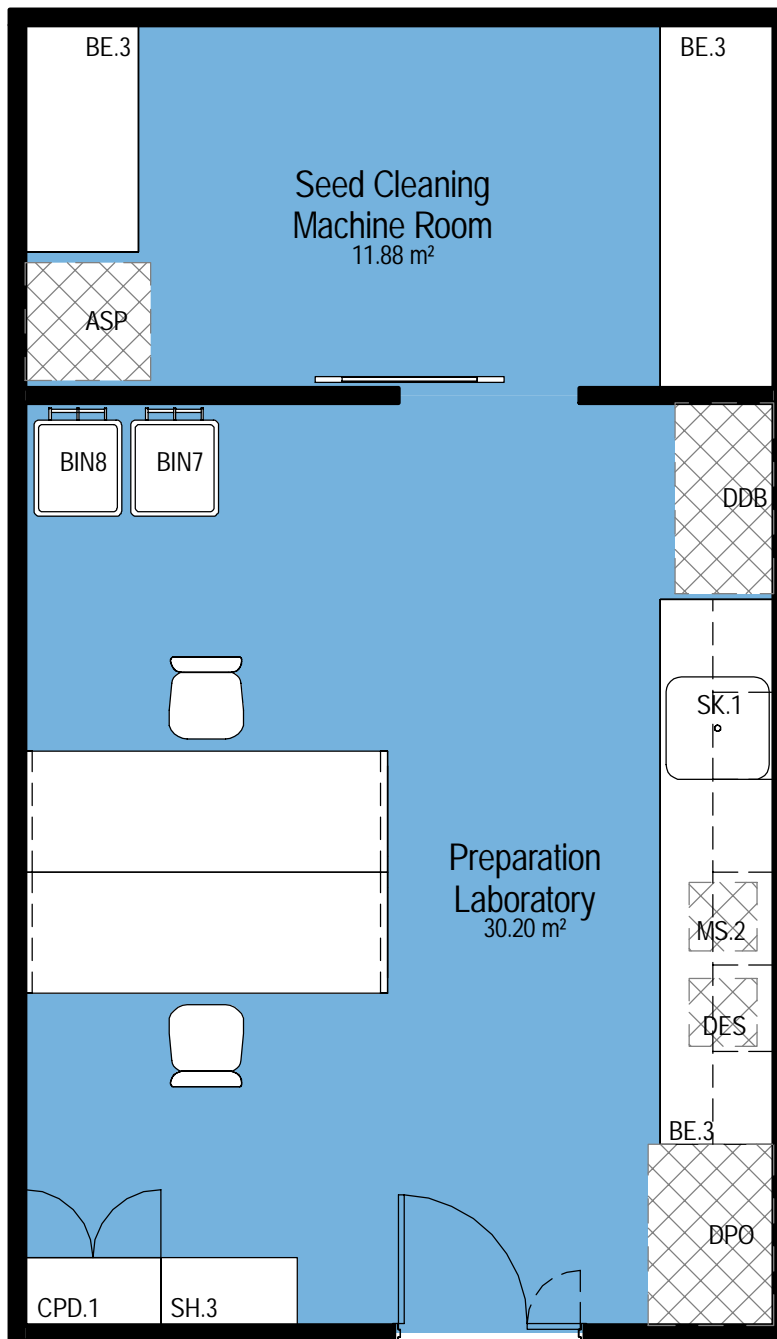 BE.3
BE.3
Seed Cleaning
Machine Room
11.88 m²
ASP
BIN8
BIN7
DDB
SK.1
Preparation
Laboratory
30.20 m²
MS.2
DES
BE.3
DPO
CPD.1
SH.3